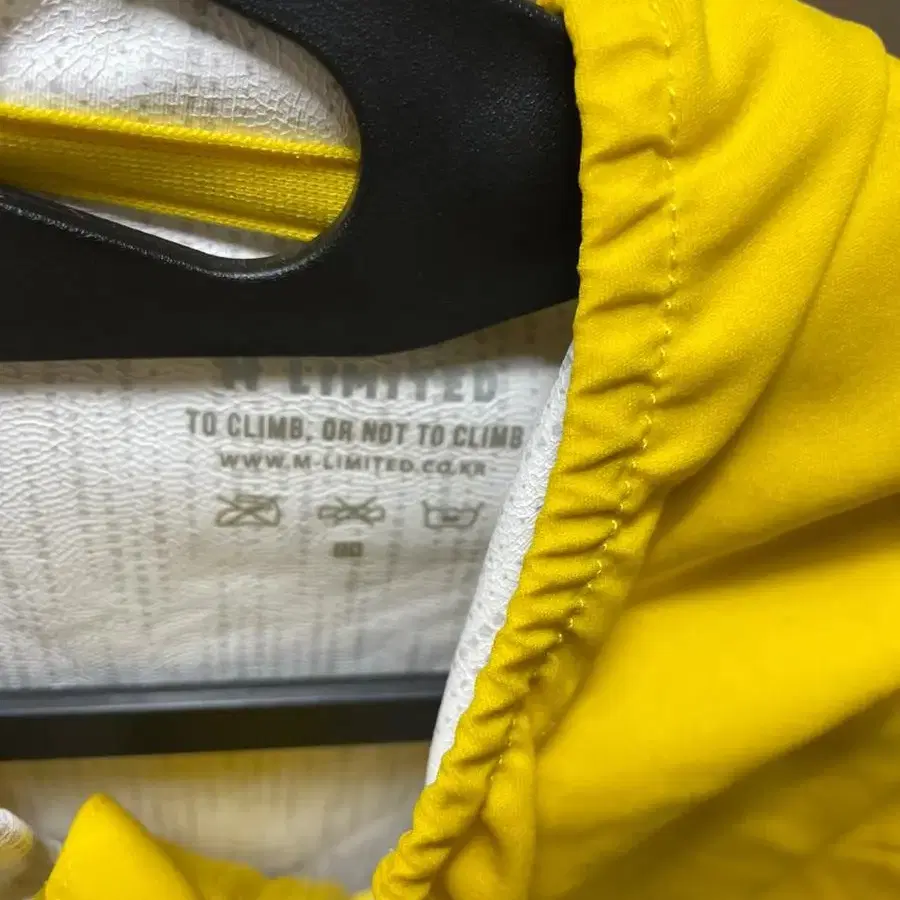 M LIMITED
TO CLIMB, OR NOT TO CLIMB
WWW.M-LIMITED.CO.KR